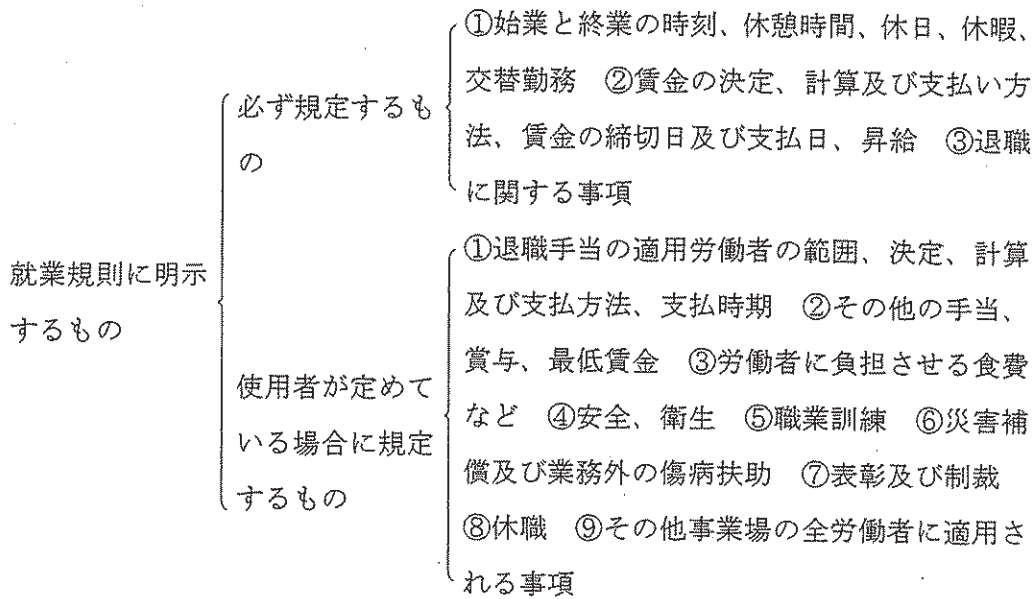 就業規則に明示
するもの
必ず規定するも
の
①始業と終業の時刻、休憩時間、休日、休暇、
交替勤務　②賃金の決定、計算及び支払い方
法、賃金の締切日及び支払日、昇給　③退職
に関する事項
使用者が定めて
いる場合に規定
するもの
①退職手当の適用労働者の範囲、決定、計算
及び支払方法、支払時期　②その他の手当、
賞与、最低賃金　③労働者に負担させる食費
など　④安全、衛生　⑤職業訓練　⑥災害補
償及び業務外の傷病扶助　⑦表彰及び制裁
⑧休職　⑨その他事業場の全労働者に適用さ
れる事項